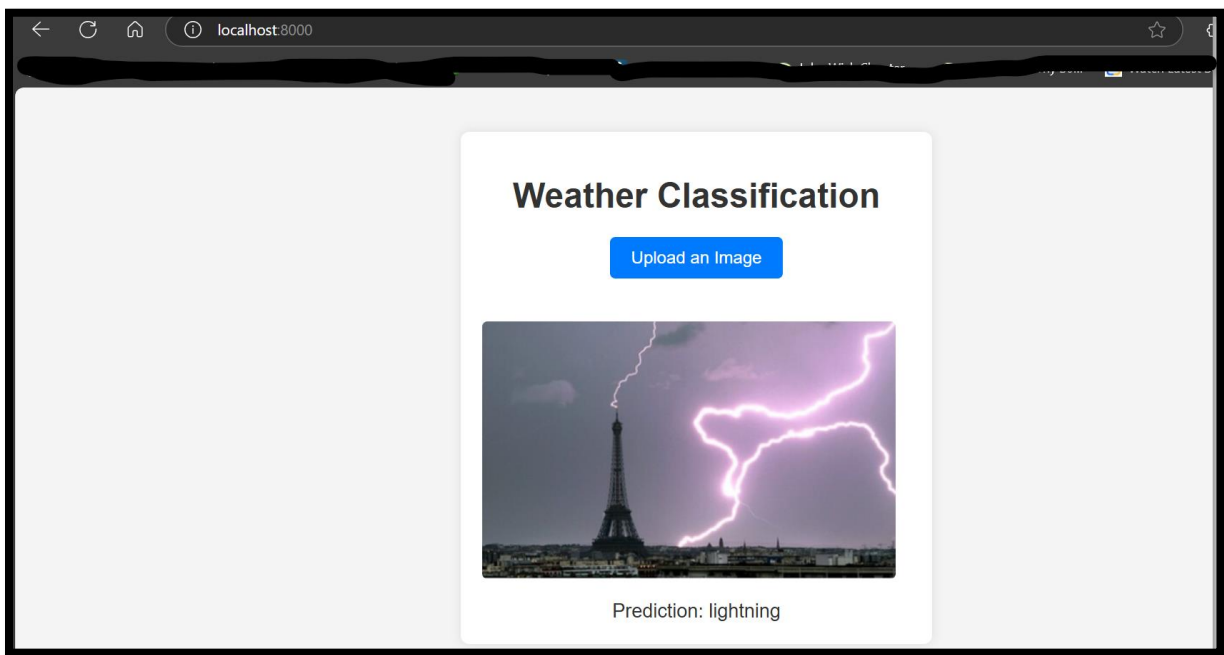 localhost:8000
Weather Classification
Upload an Image
Prediction: lightning